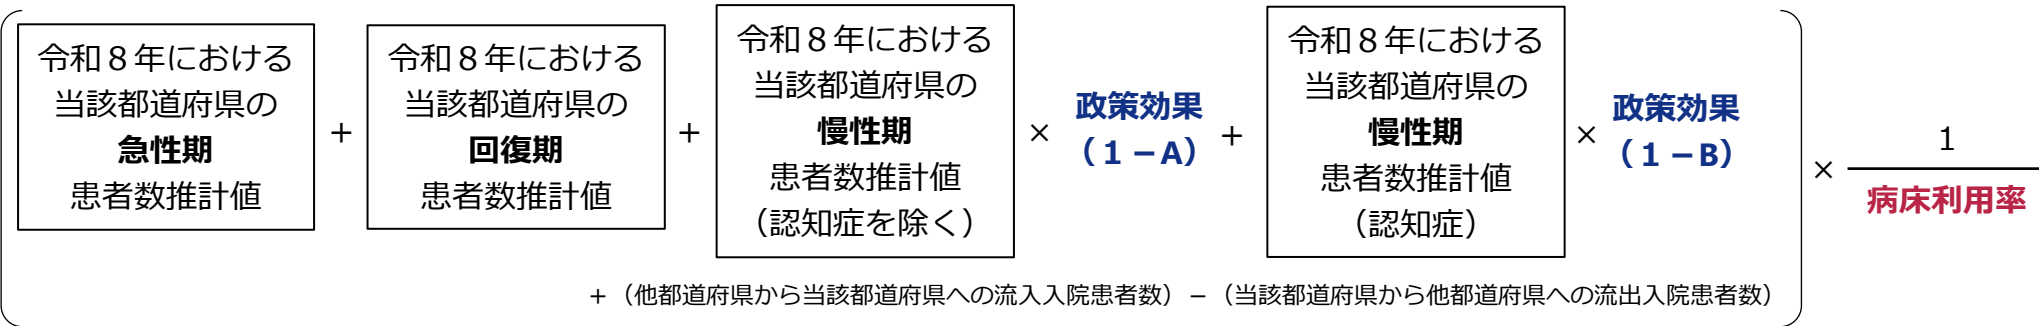 令和８年における
当該都道府県の
急性期
患者数推計値
＋
令和８年における
当該都道府県の
回復期
患者数推計値
＋
令和８年における
当該都道府県の
慢性期
患者数推計値
（認知症を除く）
×
政策効果
（１－A）
＋
令和８年における
当該都道府県の
慢性期
患者数推計値
（認知症）
×
政策効果
（１－B）
×
１
病床利用率
＋（他都道府県から当該都道府県への流入入院患者数）－（当該都道府県から他都道府県への流出入院患者数）